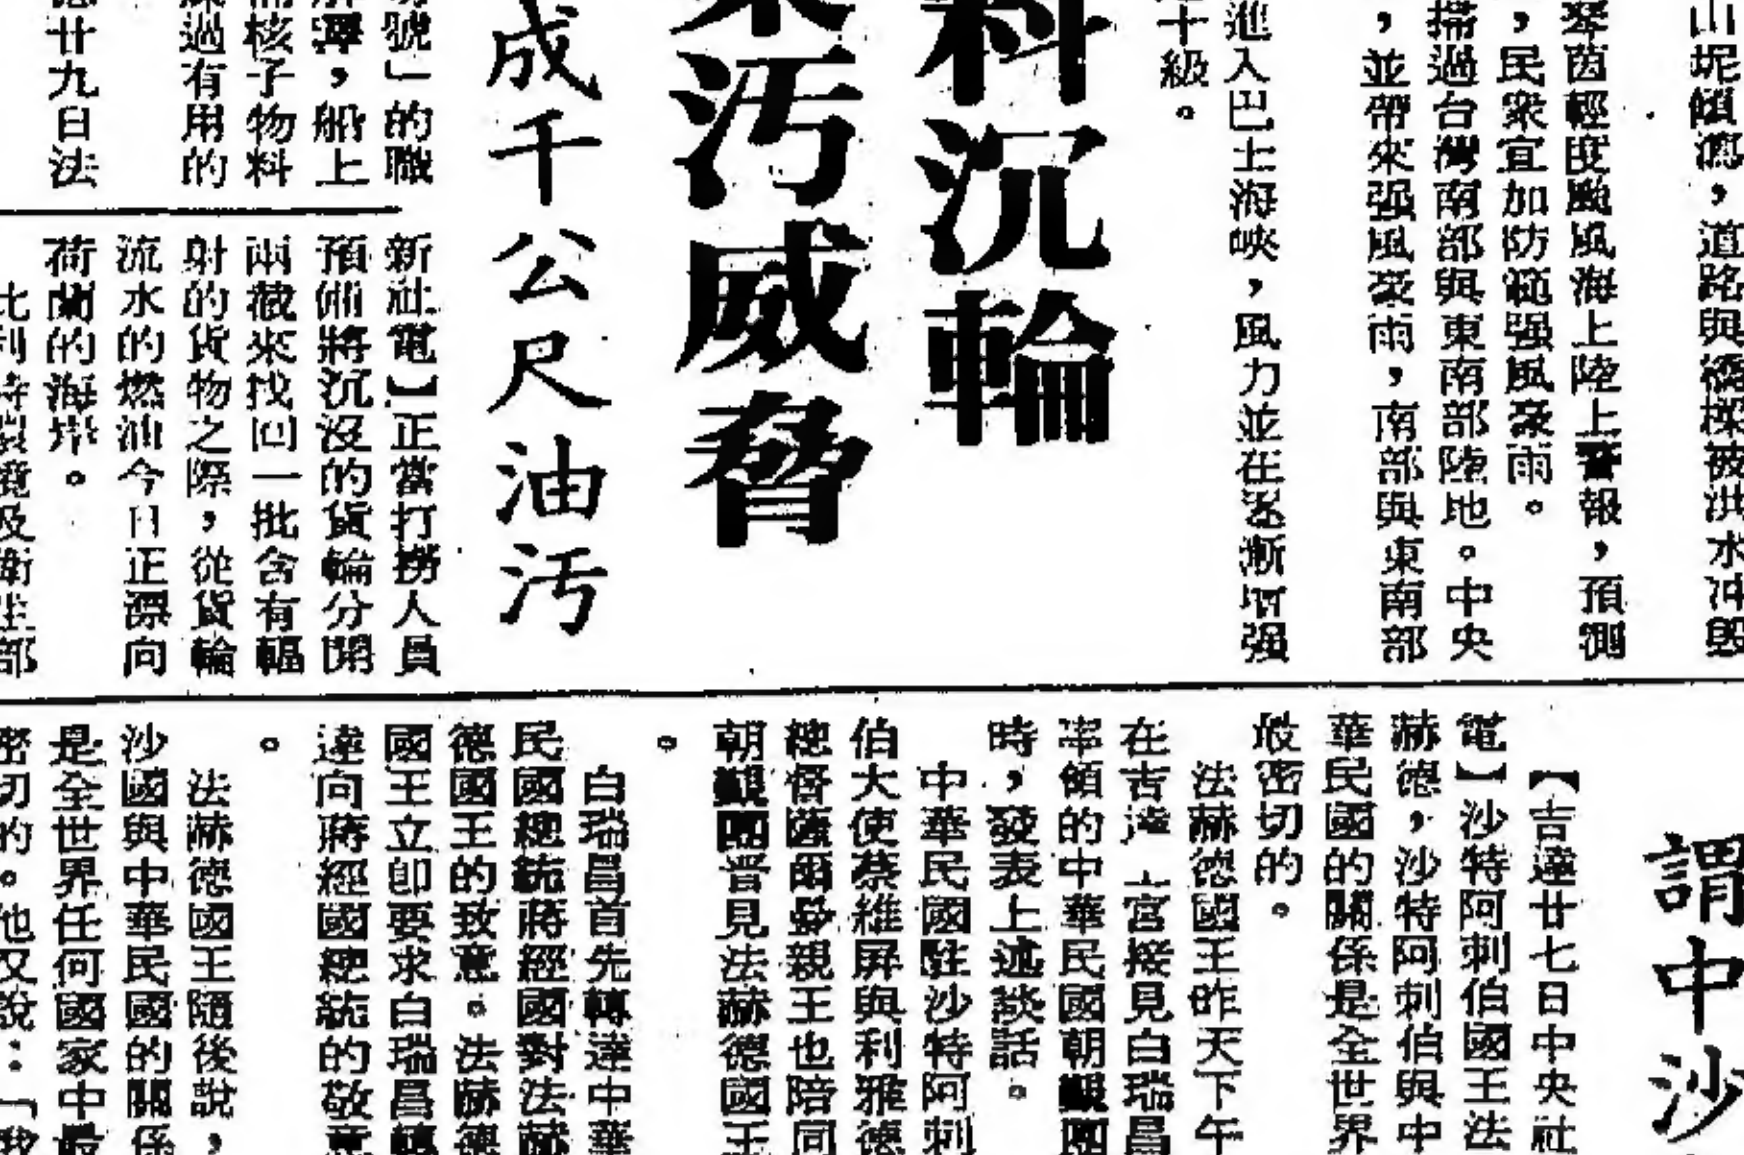 山坭傾瀉，道路與橋樑被洪水冲毀
琴茵輕度颱風海上陸上警報，預測
，民衆宜加防範强風豪雨。
掃過台灣南部與東南部陸地。中央
，並帶來强風豪雨，南部與東南部
進入巴士海峽，風力並在逐漸增强
十級。
料沉輪
汚威脅
成千公尺油汚
號」的職
澤，船上
核子物料
過有用的
廿九日法
新社電】正當打撈人員
預備將沉沒的貨輪分開
兩截來找回一批含有輻
射的貨物之際，從貨輪
流水的燃油今日正漂向
荷蘭的海岸。
比利時環境及衛生部
謂中沙
【吉達廿七日中央社
電】沙特阿刺伯國王法
赫德，沙特阿刺伯與中
華民國的關係是全世界
最密切的。
法赫德國王昨天下午
在吉達王宮接見白瑞昌
率領的中華民國朝覲團
時，發表上述談話。
中華民國駐沙特阿刺
伯大使蔡維屏與利雅德
總督薩爾曼親王也陪同
朝覲團晋見法赫德國王
。
白瑞昌首先轉達中華
民國總統蔣經國對法赫
德國王的致意。法赫德
國王立卽要求白瑞昌轉
達向蔣經國總統的敬意
。
法赫德國王隨後說，
沙國與中華民國的關係
是全世界任何國家中最
密切的。他又說：「我